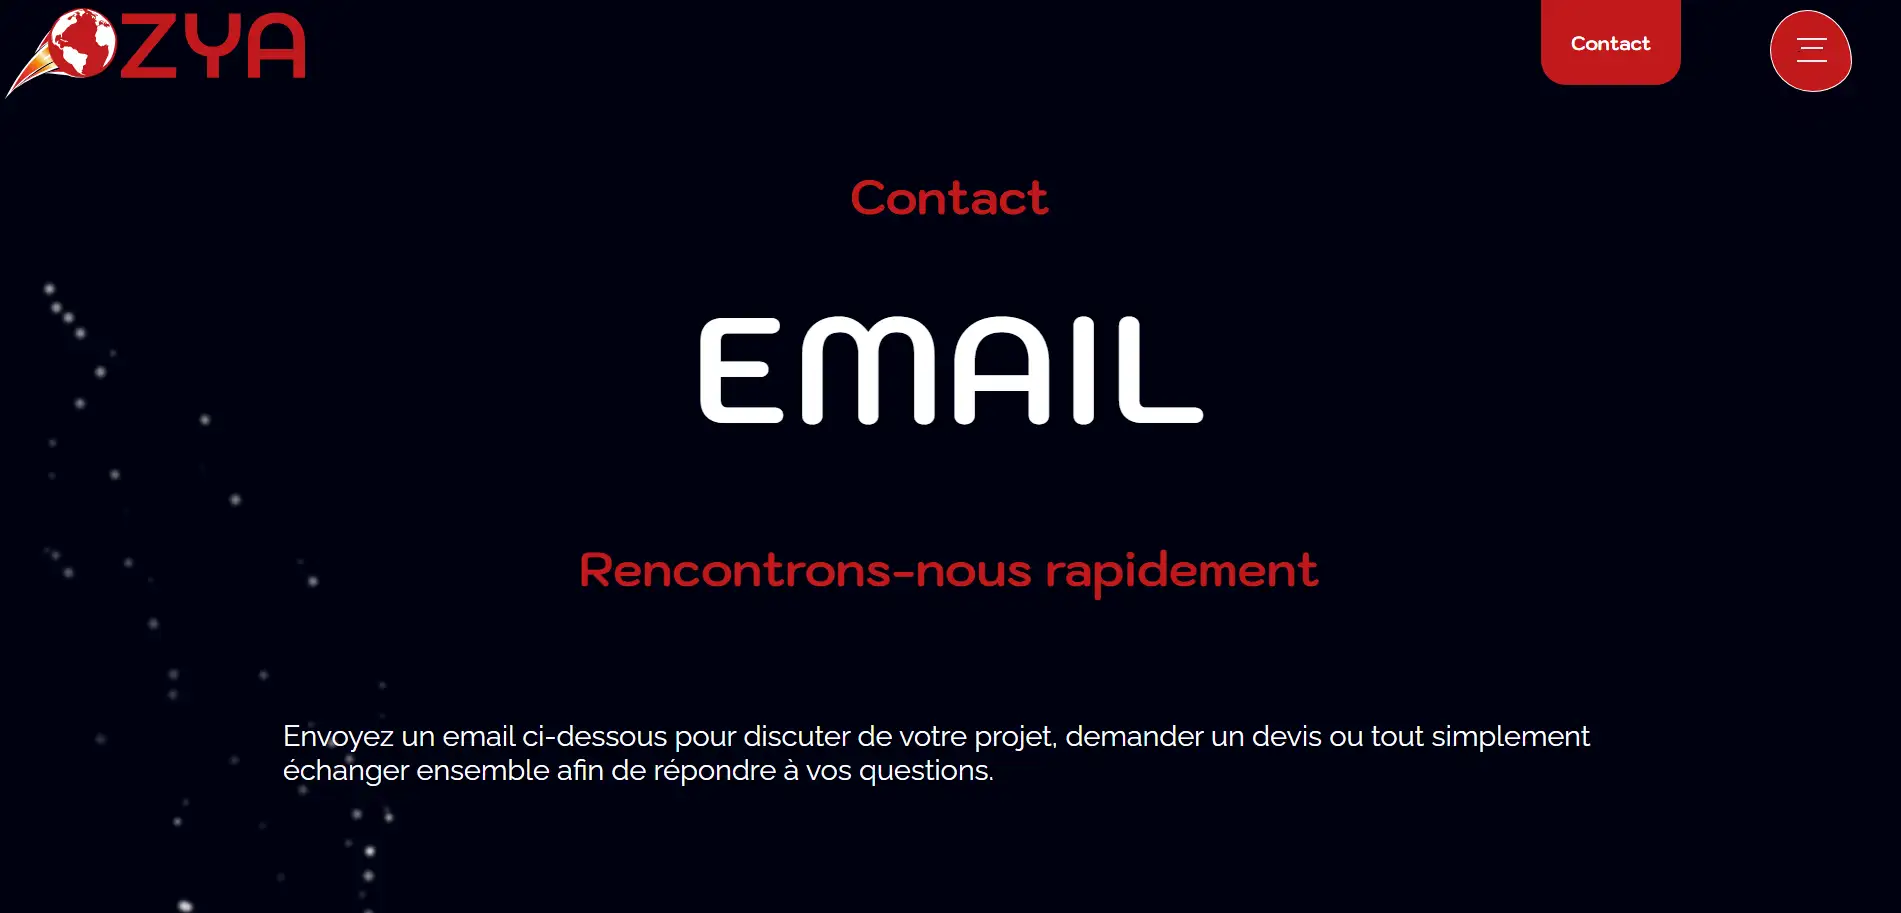 OZYA
Contact
Contact
EMAIL
Rencontrons-nous rapidement
Envoyez un email ci-dessous pour discuter de votre projet, demander un devis ou tout simplement
échanger ensemble afin de répondre à vos questions.